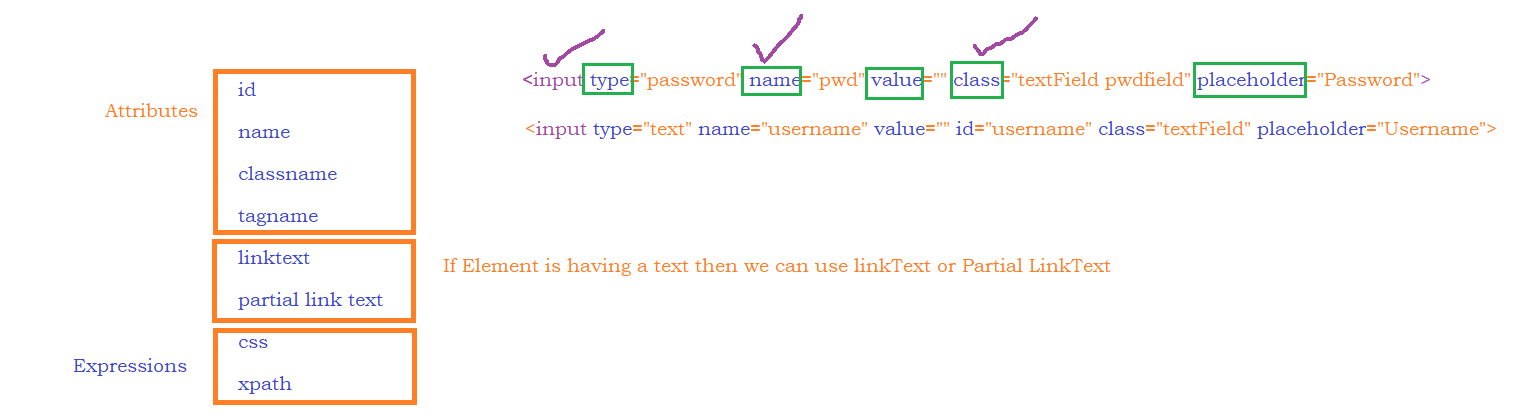 <input type="password" name="pwd" value="" class="textField pwdfield" placeholder="Password">
<input type="text" name="username" value="" id="username" class="textField" placeholder="Username">
Attributes
id
name
classname
tagname
linktext
If Element is having a text then we can use linkText or Partial LinkText
partial link text
Expressions
css
xpath